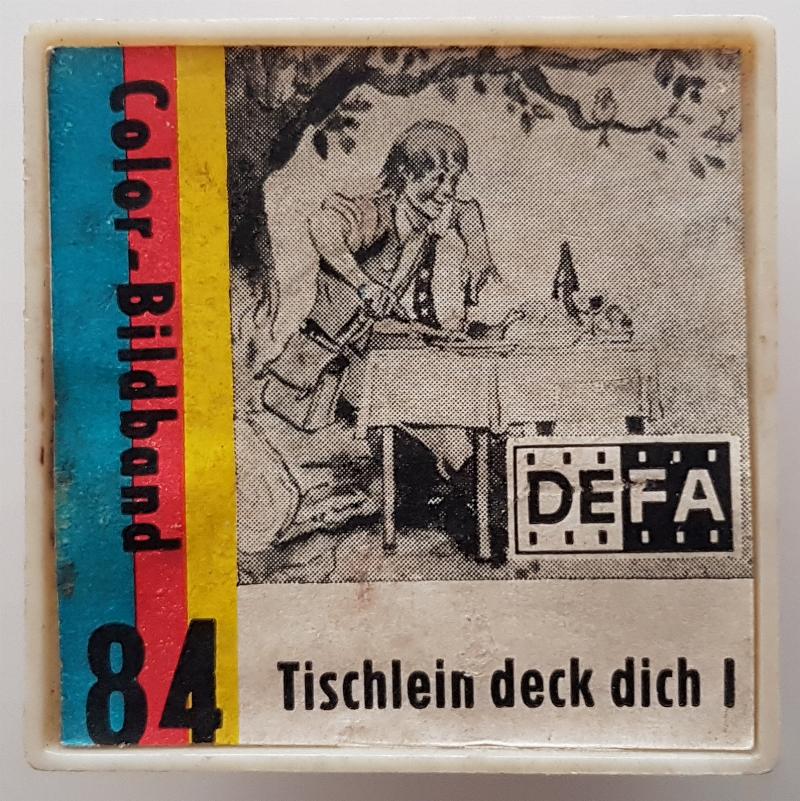 Color-Bildband
84
DEFA
Tischlein deck dich I